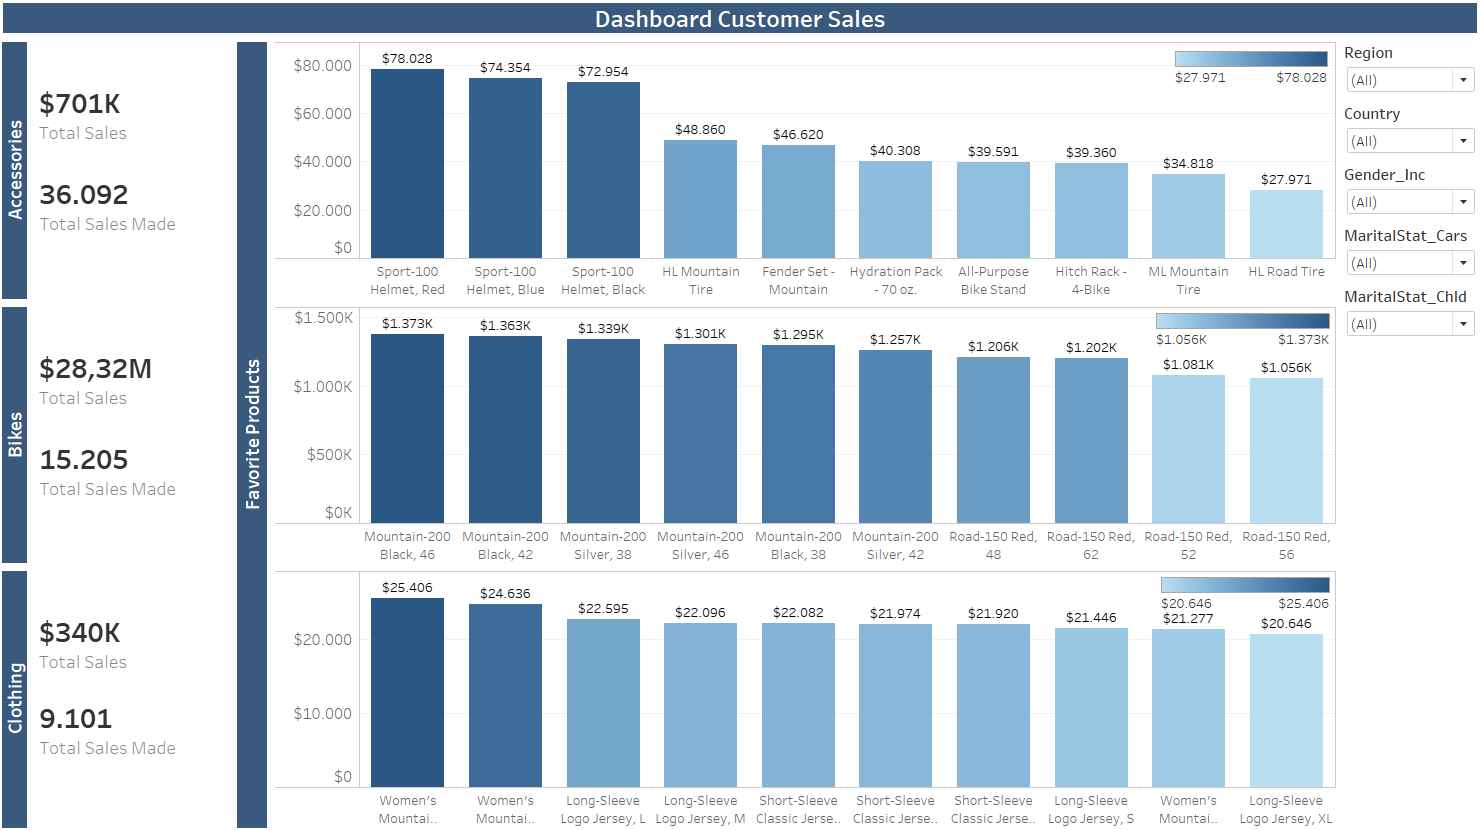 Dashboard Customer Sales
Accessories
$701K
Total Sales
36.092
Total Sales Made
Bikes
$28,32M
Total Sales
15.205
Total Sales Made
Clothing
$340K
Total Sales
9.101
Total Sales Made
Favorite Products
$80.000
$60.000
$40.000
$20.000
$0
$78.028
$74.354
$72.954
$48.860
$46.620
$40.308
$39.591
$39.360
$34.818
$27.971
$27.971 $78.028
Sport-100
Helmet, Red
Sport-100
Helmet, Blue
Sport-100
Helmet, Black
HL Mountain
Tire
Fender Set -
Mountain
Hydration Pack
- 70 oz.
All-Purpose
Bike Stand
Hitch Rack -
4-Bike
ML Mountain
Tire
HL Road Tire
$1.500K
$1.000K
$500K
$0K
$1.373K
$1.363K
$1.339K
$1.301K
$1.295K
$1.257K
$1.206K
$1.202K
$1.081K
$1.056K
$1.056K $1.373K
Mountain-200
Black, 46
Mountain-200
Black, 42
Mountain-200
Silver, 38
Mountain-200
Silver, 46
Mountain-200
Black, 38
Mountain-200
Silver, 42
Road-150 Red,
48
Road-150 Red,
62
Road-150 Red,
52
Road-150 Red,
56
$20.000
$10.000
$0
$25.406
$24.636
$22.595
$22.096
$22.082
$21.974
$21.920
$21.446
$21.277
$20.646
$20.646 $25.406
Women's
Mountai..
Women's
Mountai..
Long-Sleeve
Logo Jersey, L
Long-Sleeve
Logo Jersey, M
Short-Sleeve
Classic Jerse..
Short-Sleeve
Classic Jerse..
Short-Sleeve
Classic Jerse..
Long-Sleeve
Logo Jersey, S
Women's
Mountai..
Long-Sleeve
Logo Jersey, XL
Region
(All)
Country
(All)
Gender_Inc
(All)
MaritalStat_Cars
(All)
MaritalStat_Chld
(All)